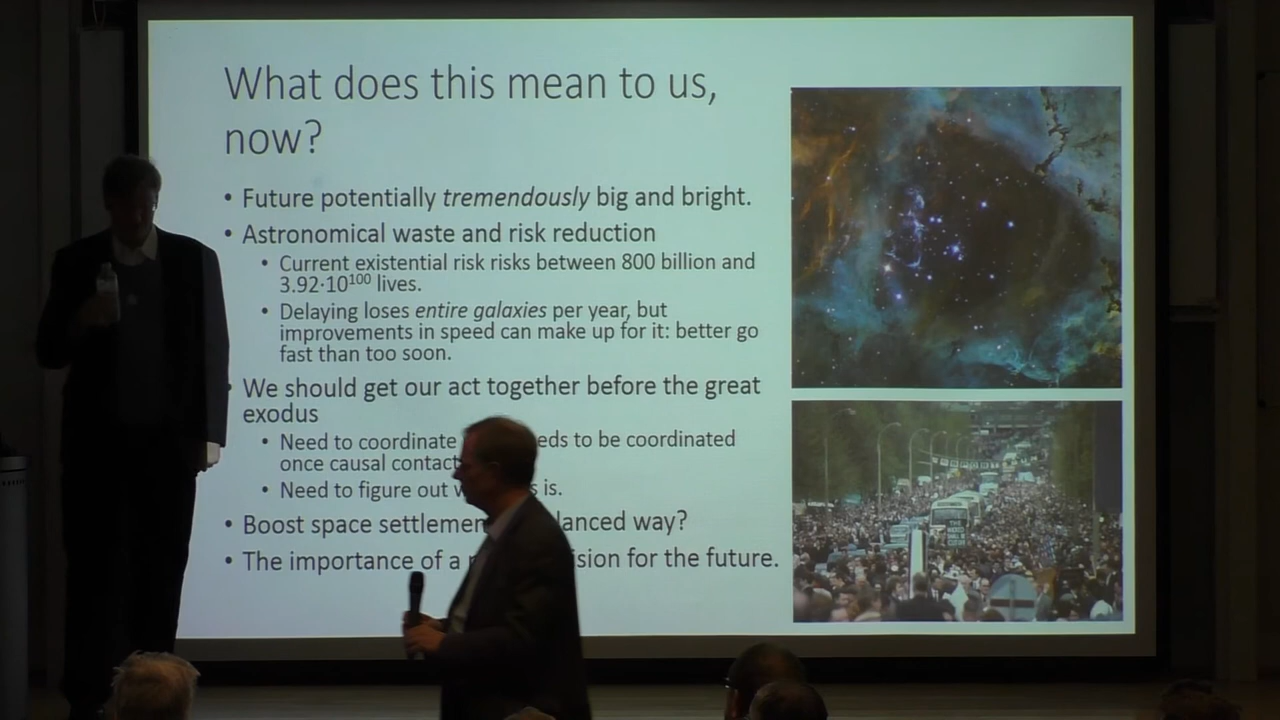 What does this mean to us,
now?
• Future potentially tremendously big and bright.
• Astronomical waste and risk reduction
• Current existential risk risks between 800 billion and
3.92·10¹⁰⁰ lives.
• Delaying loses entire galaxies per year, but
improvements in speed can make up for it: better go
fast than too soon.
• We should get our act together before the great
exodus
• Need to coordinate eds to be coordinated
once causal contact
• Need to figure out is.
• Boost space settlemen lanced way?
• The importance of a sion for the future.